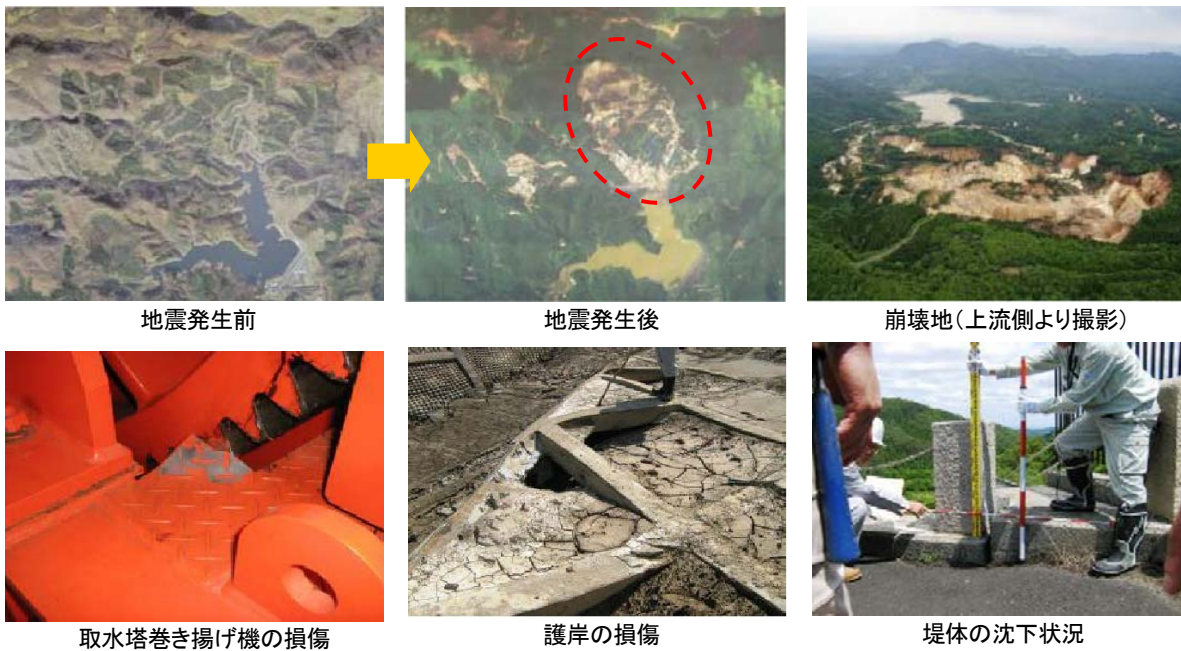 地震発生前
地震発生後
崩壊地(上流側より撮影)
取水塔巻き揚げ機の損傷
護岸の損傷
堤体の沈下状況